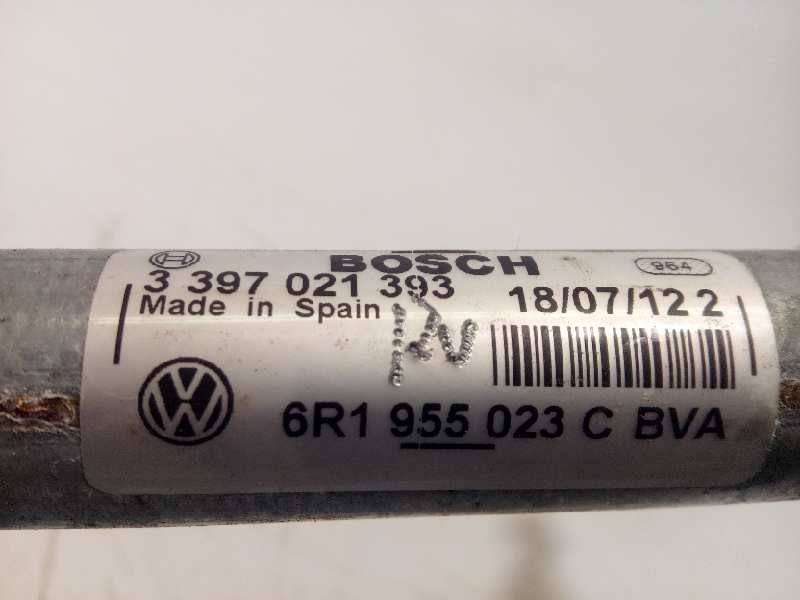 BOSCH
964
3 397 021 393
18/07/12 2
Made in Spain
6R1 955 023 C BVA